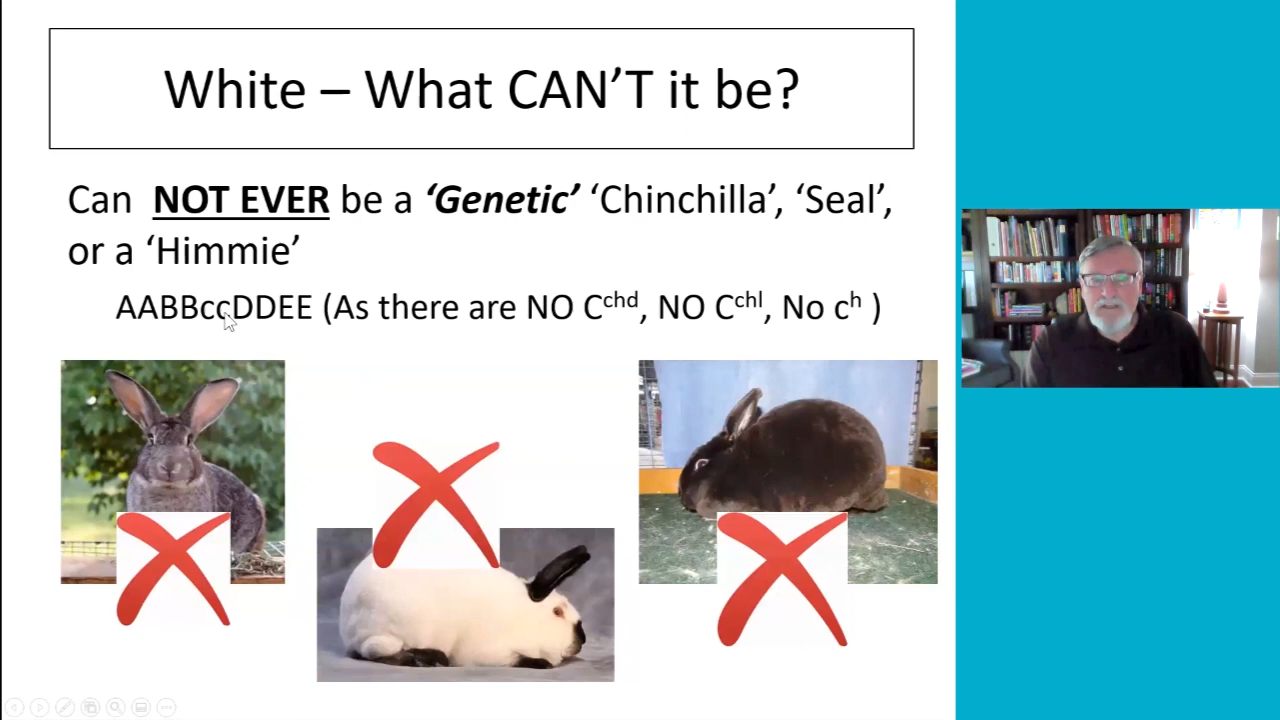 White – What CAN’T it be?
Can NOT EVER be a ‘Genetic’ ‘Chinchilla’, ‘Seal’,
or a ‘Himmie’
AABBccDDEE (As there are NO Cchd, NO Cchl, No ch )